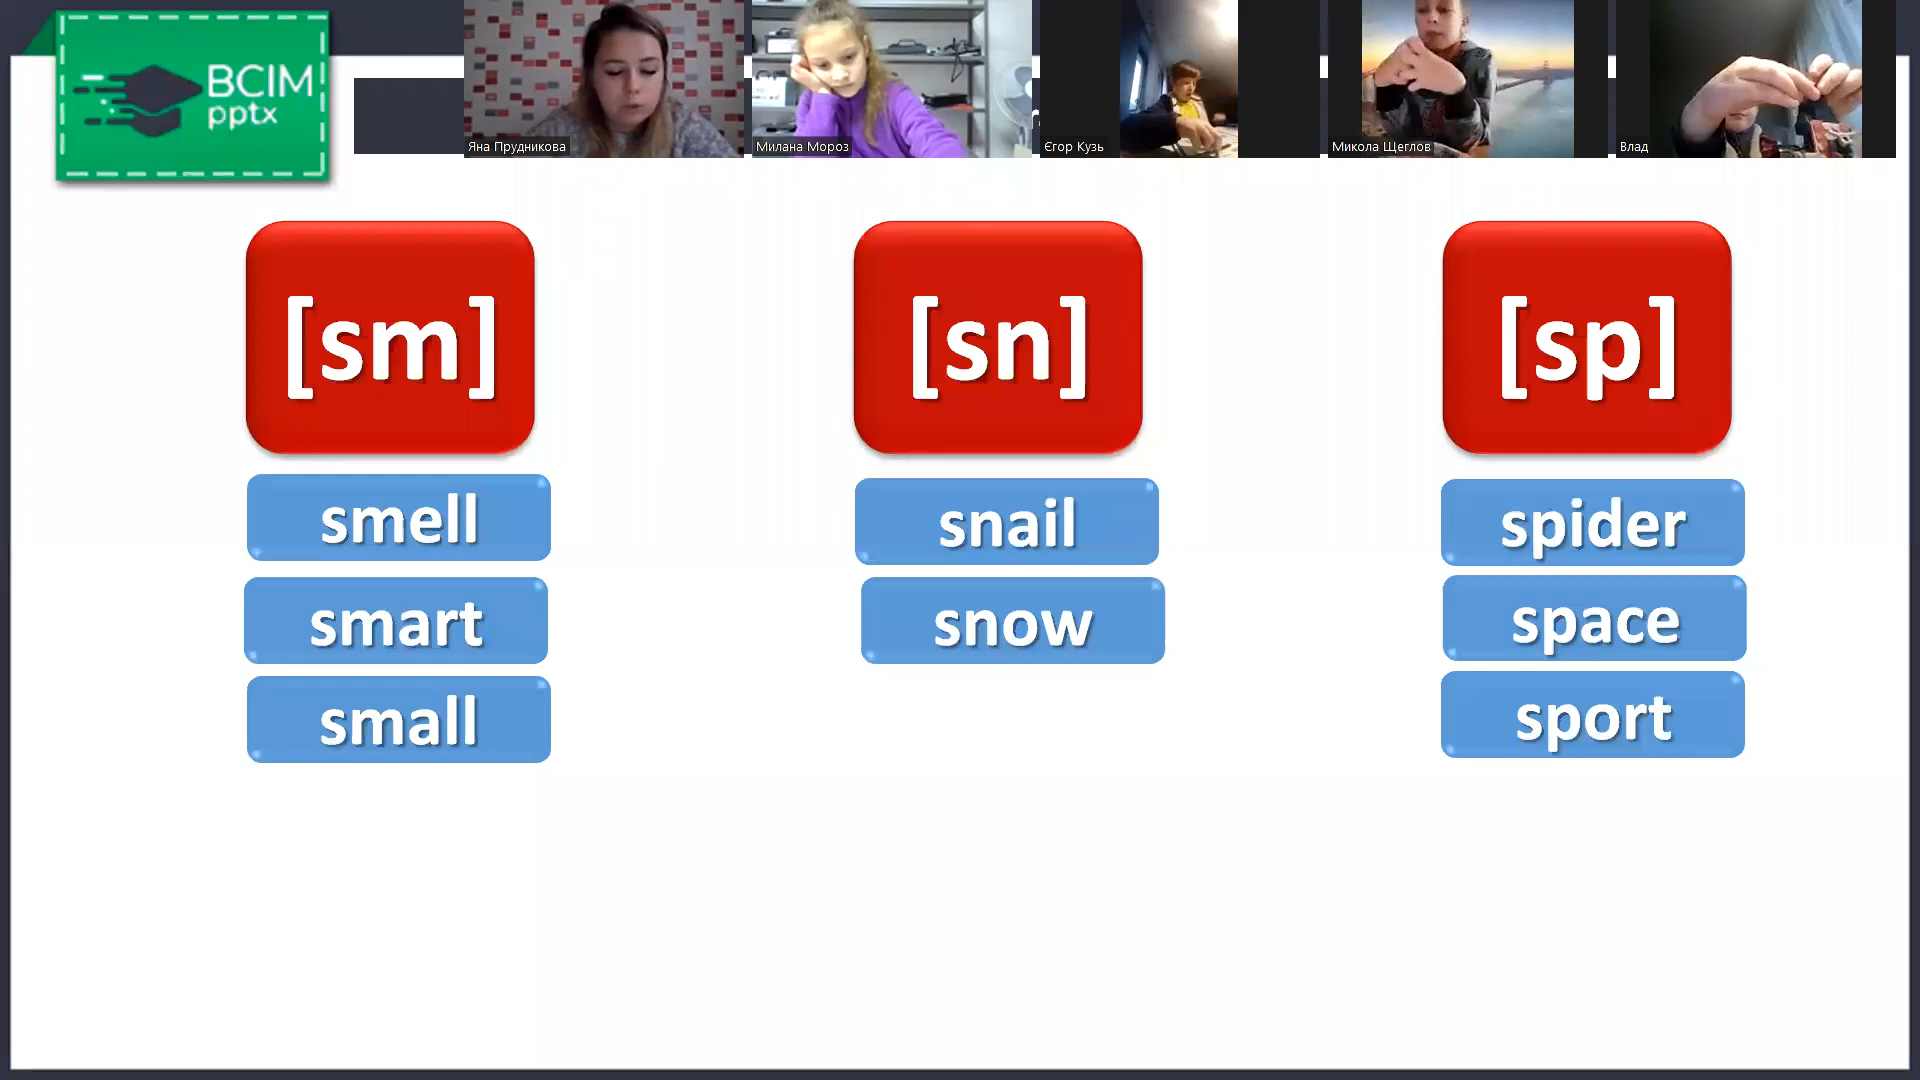 ВСІМ
pptx
Яна Прудникова
Милана Мороз
Єгор Кузь
Микола Щеглов
Влад
[sm]
[sn]
[sp]
smell
snail
spider
smart
snow
space
small
sport